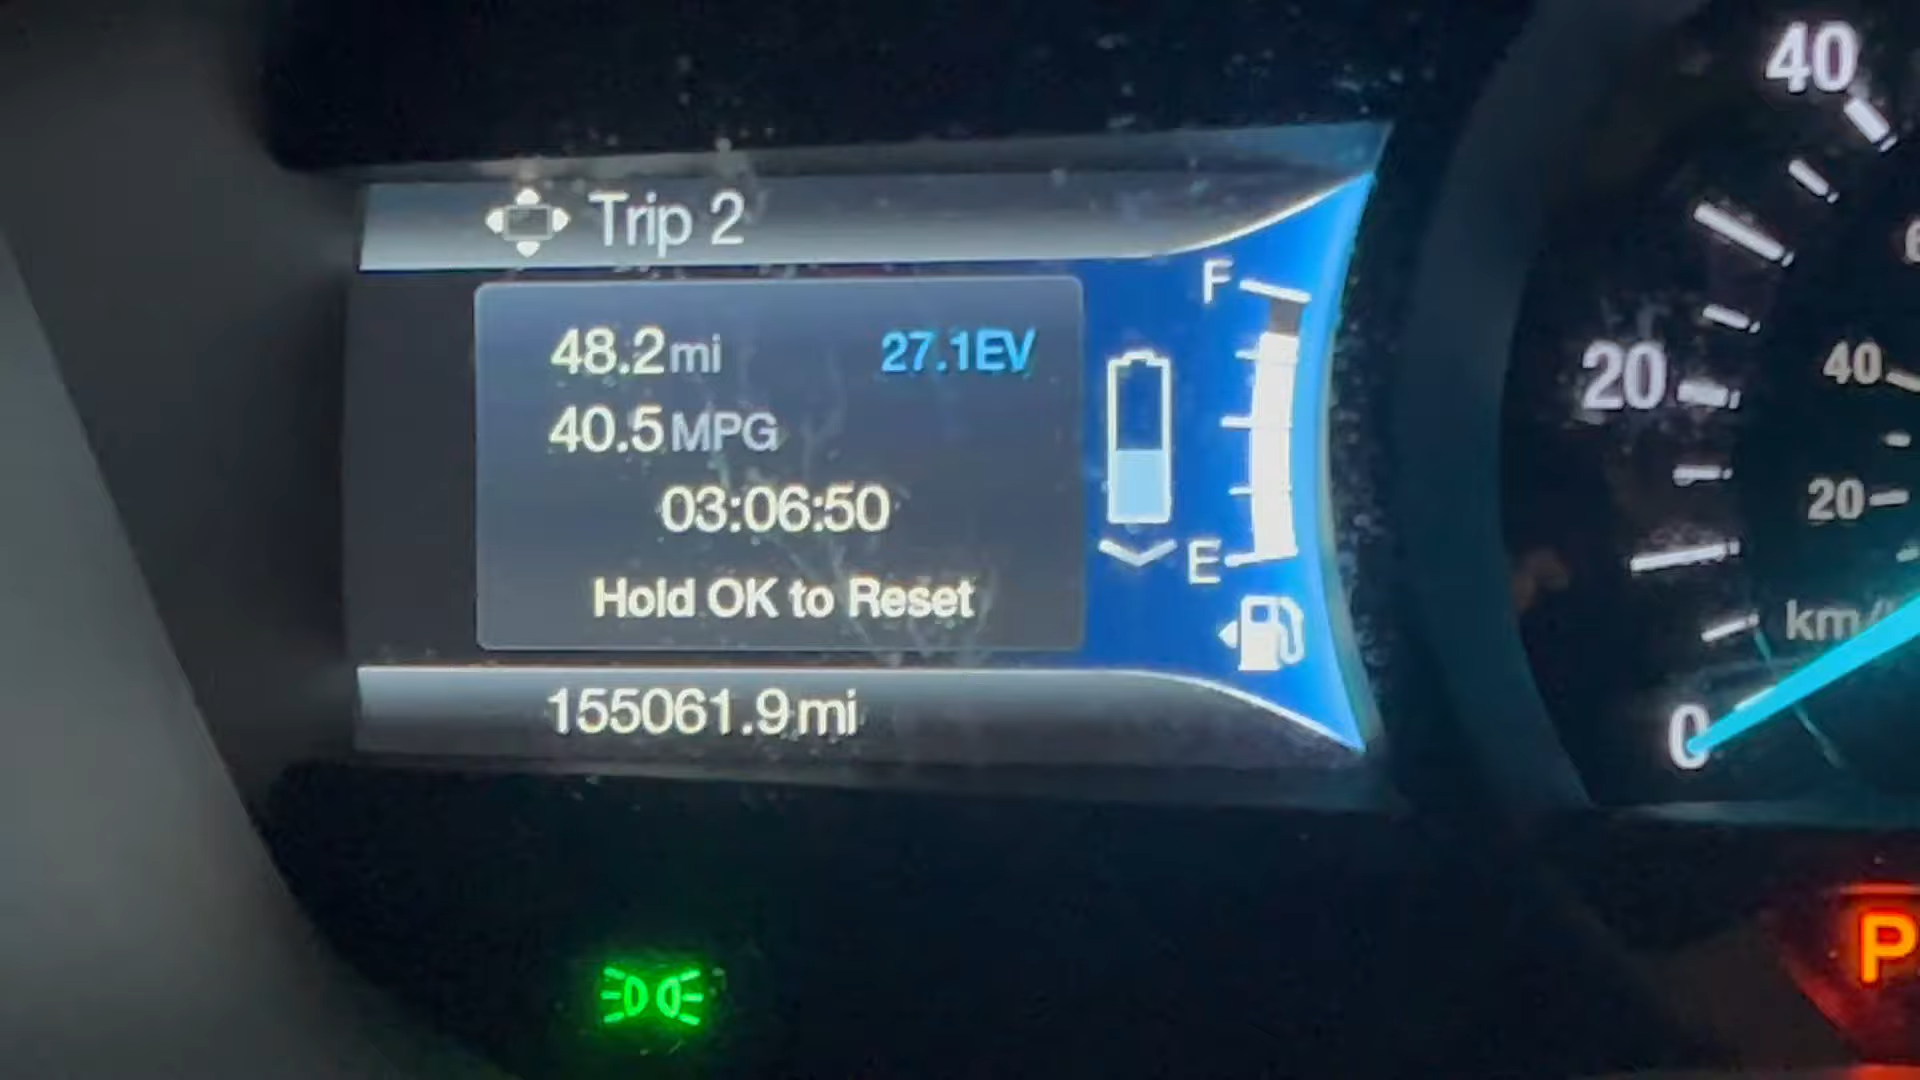 Trip 2
48.2mi 27.1EV
40.5MPG
03:06:50
Hold OK to Reset
155061.9mi
F
E
40
20
0
40
20
km/
P